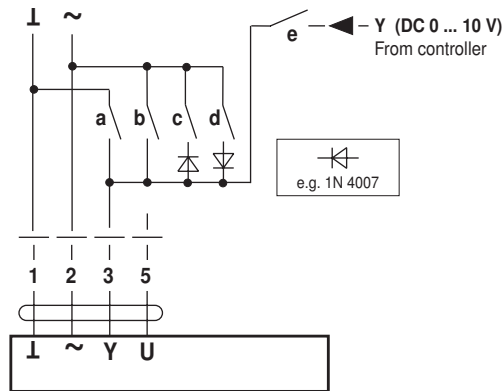 ⊥ ~
Y (DC 0 ... 10 V)
From controller
e
a b c d
e.g. 1N 4007
1 2 3 5
⊥ ~ Y U